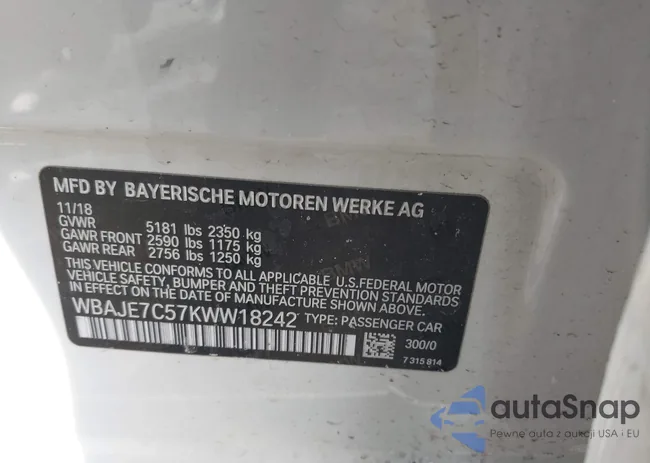 MFD BY BAYERISCHE MOTOREN WERKE AG
11/18
GVWR 5181 lbs 2350 kg
GAWR FRONT 2590 lbs 1175 kg
GAWR REAR 2756 lbs 1250 kg
THIS VEHICLE CONFORMS TO ALL APPLICABLE U.S.FEDERAL MOTOR
VEHICLE SAFETY, BUMPER AND THEFT PREVENTION STANDARDS
IN EFFECT ON THE DATE OF MANUFACTURE SHOWN ABOVE.
WBAJE7C57KWW18242 TYPE: PASSENGER CAR
300/0
7 315 814
autaSnap
Pewne auta z aukcji USA i EU